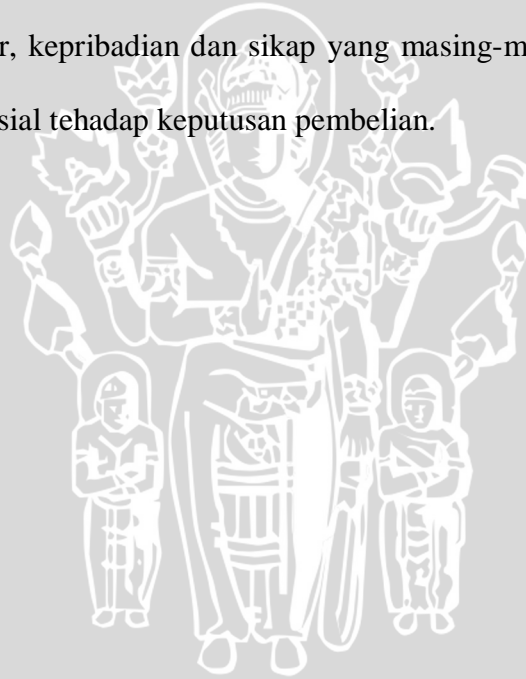 r, kepribadian dan sikap yang masing-m
sial tehadap keputusan pembelian.